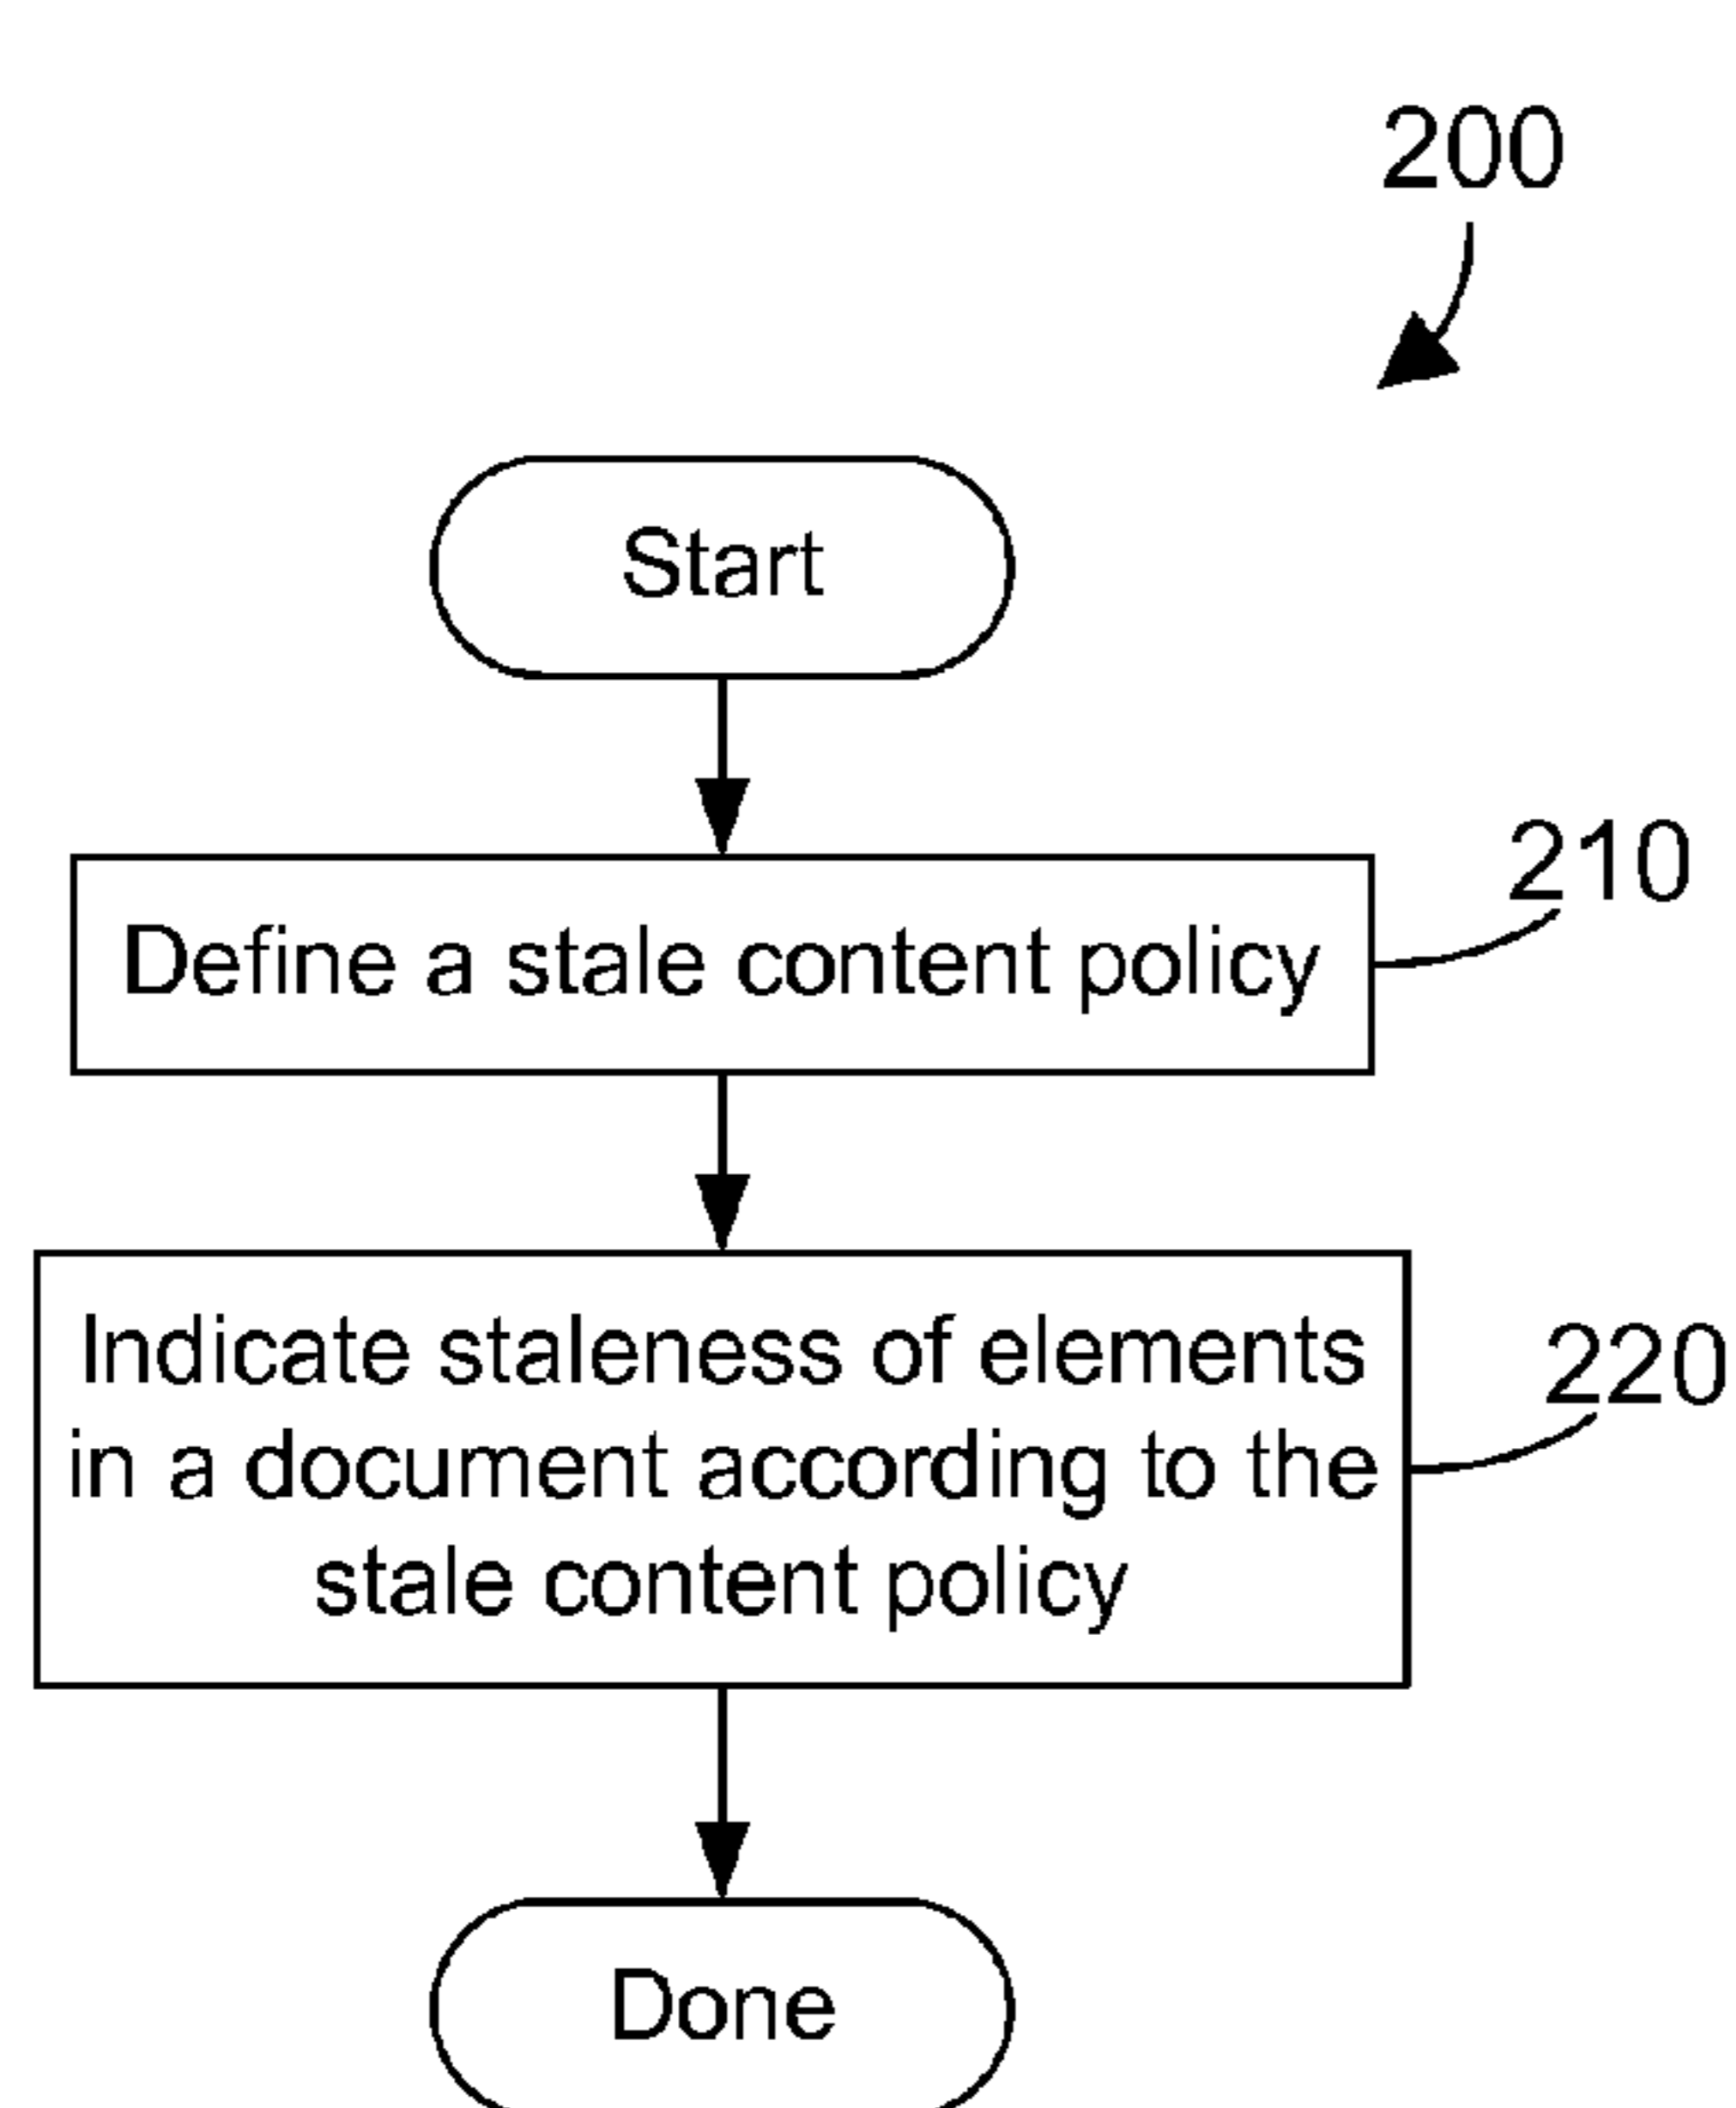 200
Start
210
Define a stale content policy
220
Indicate staleness of elements
in a document according to the
stale content policy
Done